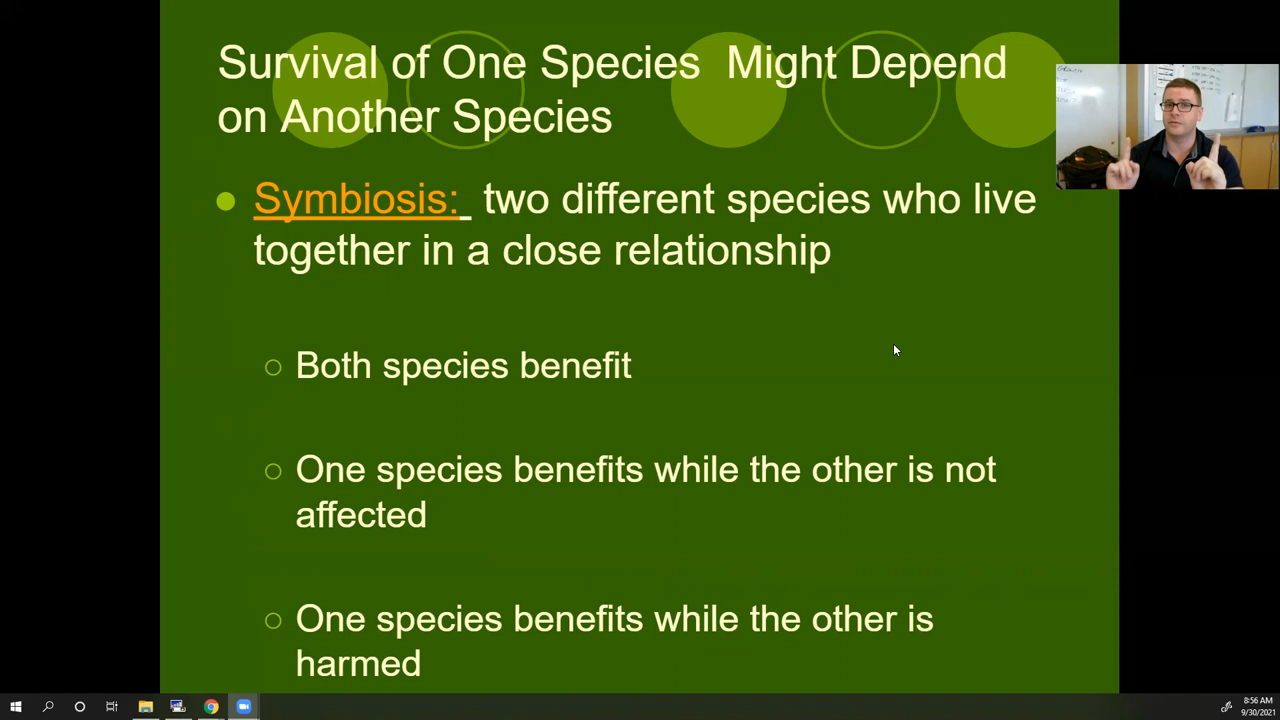 Survival of One Species  Might Depend
on Another Species
Symbiosis:  two different species who live
together in a close relationship
Both species benefit
One species benefits while the other is not
affected
One species benefits while the other is
harmed
8:56 AM
9/30/2021